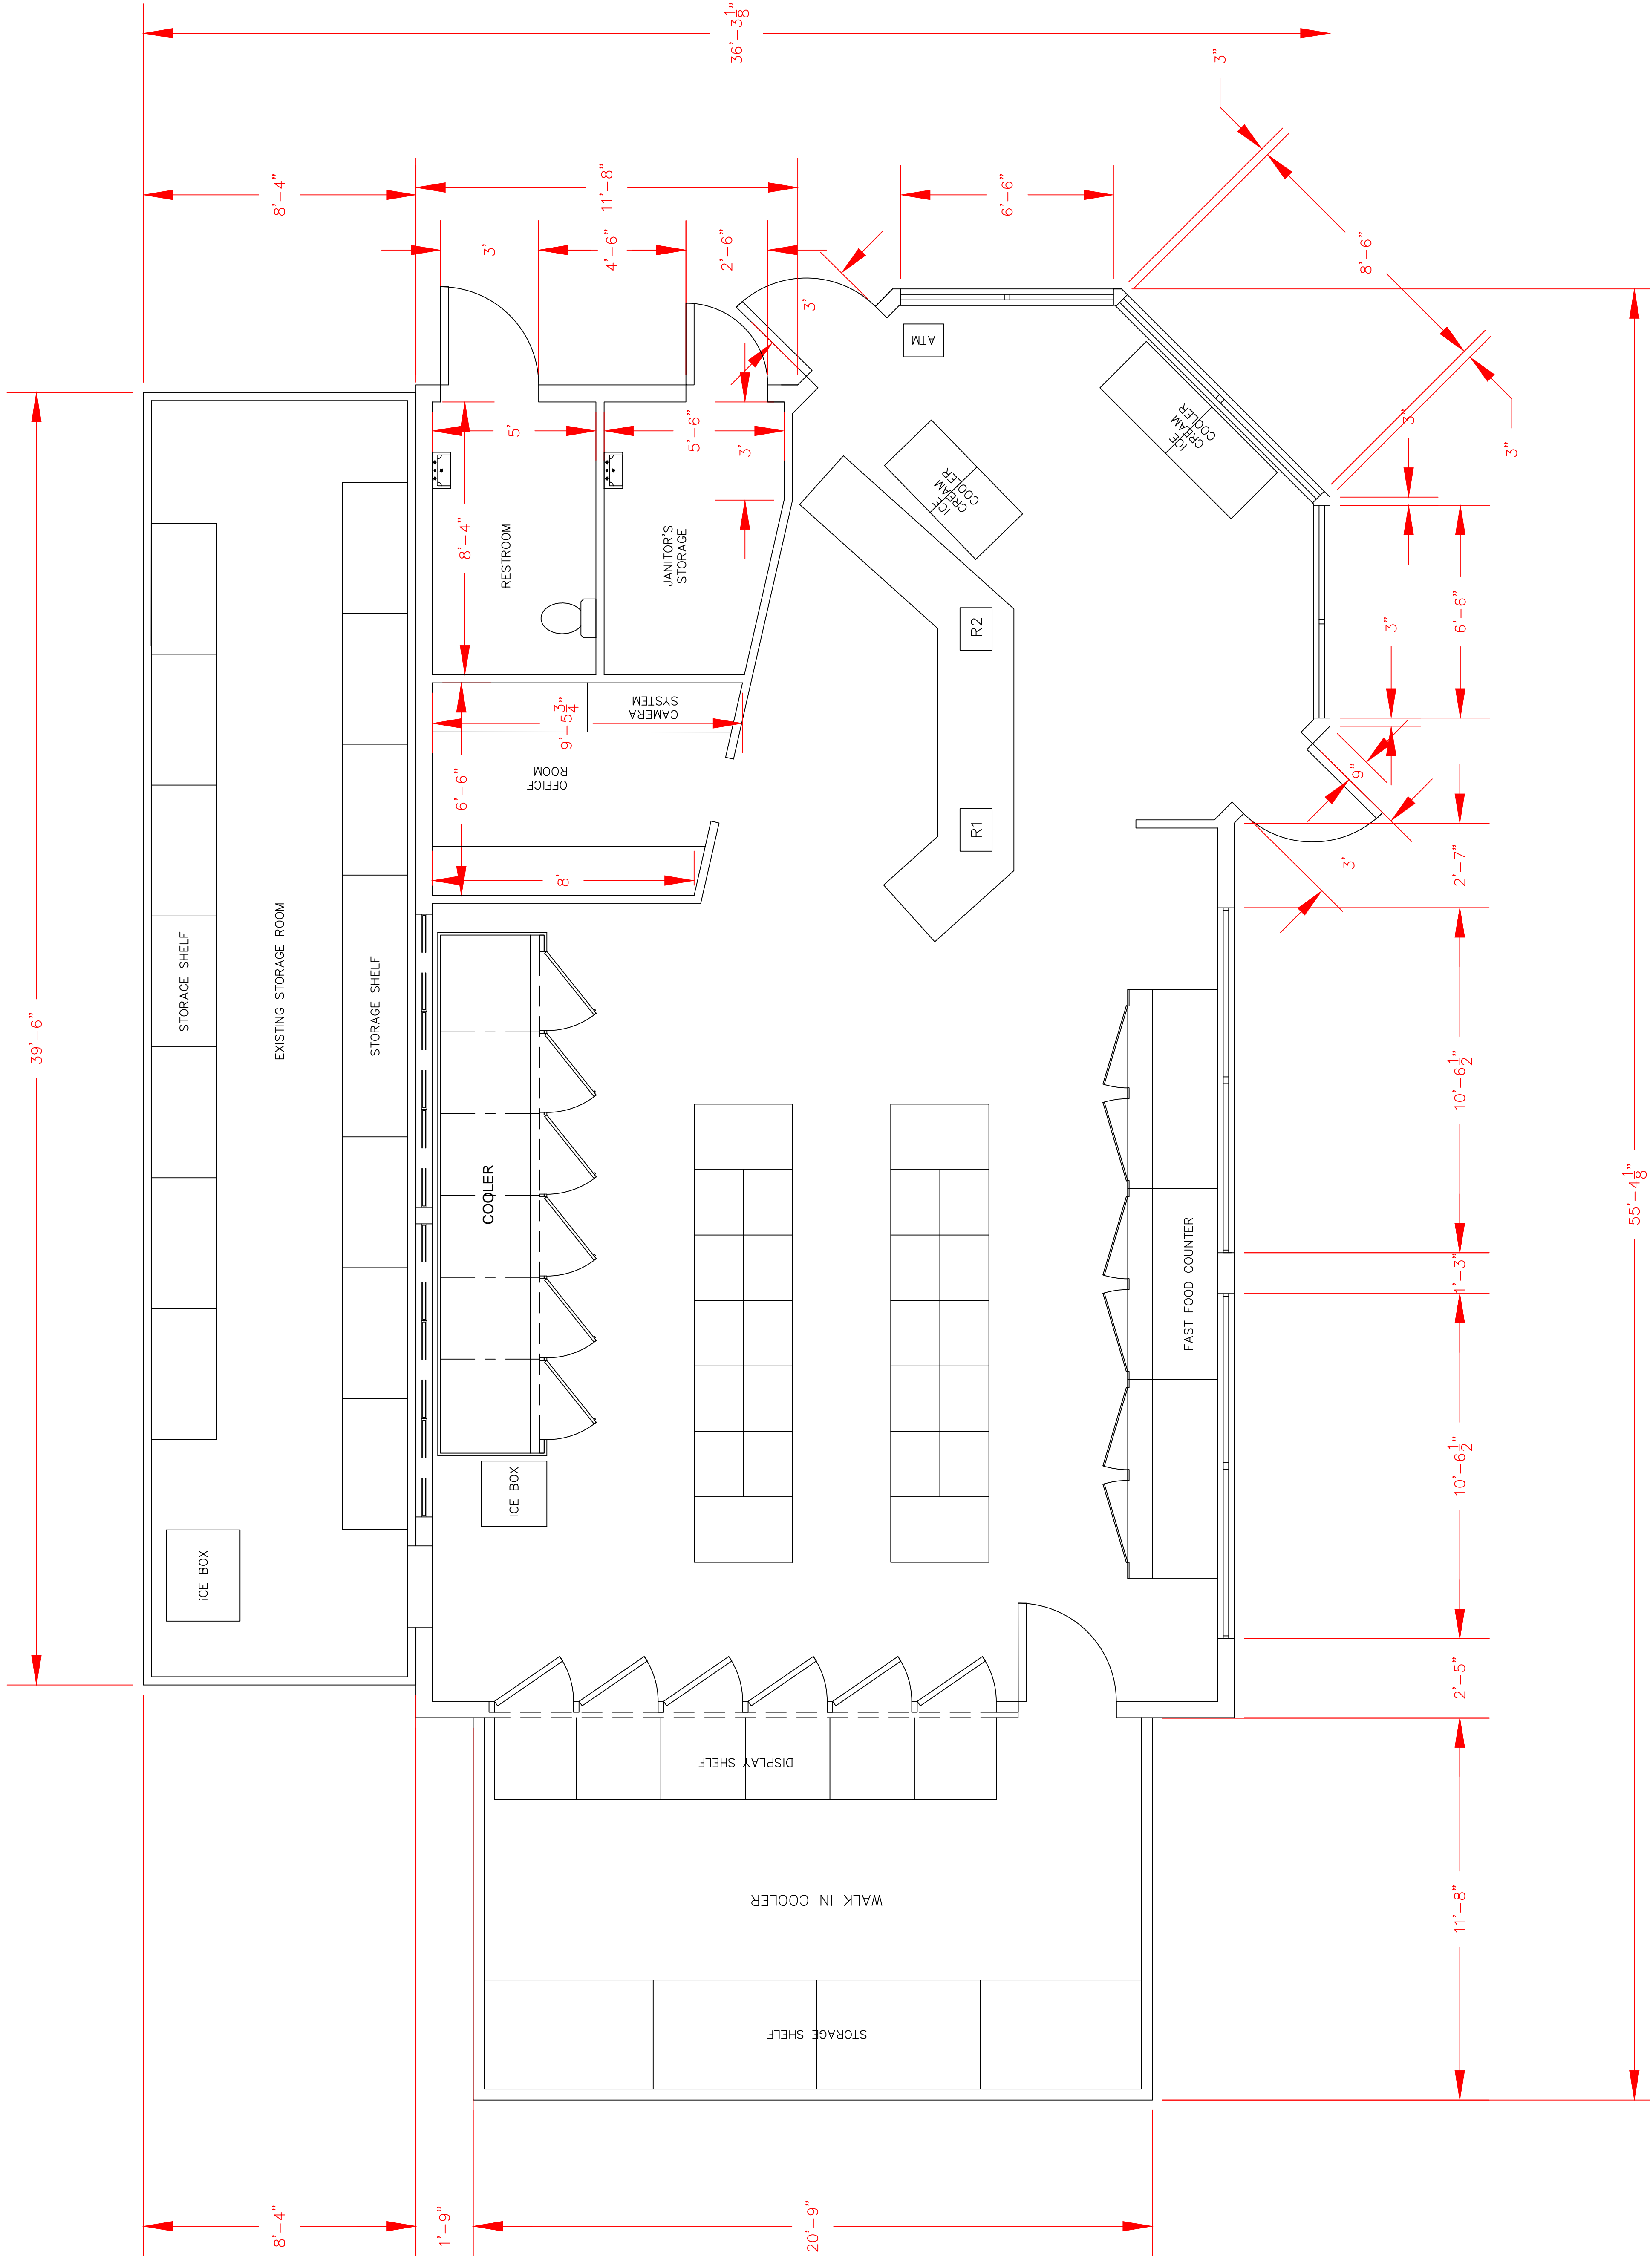 36'-3 1/8"
3"
8'-4"
11'-8"
6'-6"
3'
4'-6"
2'-6"
8'-6"
3'
ATM
39'-6"
5'
5'-6"
3'
ICE
CREAM
COOLER
3"
3"
8'-4"
RESTROOM
JANITOR'S
STORAGE
ICE
CREAM
COOLER
3"
6'-6"
R2
CAMERA
SYSTEM
9'-5 3/4"
6'-6"
OFFICE
ROOM
9"
R1
8'
3'
2'-7"
STORAGE SHELF
EXISTING STORAGE ROOM
STORAGE SHELF
10'-6 1/2"
COOLER
55'-4 1/8"
FAST FOOD COUNTER
1'-3"
10'-6 1/2"
ICE BOX
iCE BOX
2'-5"
DISPLAY SHELF
WALK IN COOLER
11'-8"
STORAGE SHELF
8'-4"
1'-9"
20'-9"